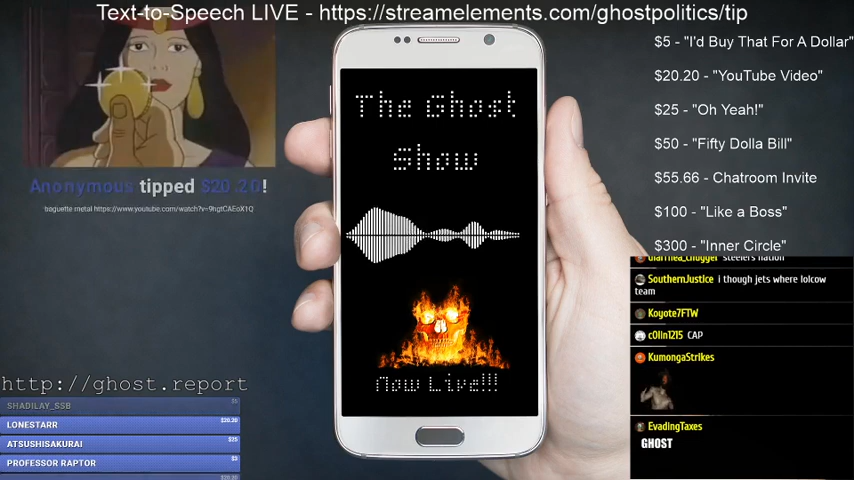 Text-to-Speech LIVE - https://streamelements.com/ghostpolitics/tip
$5 - "I'd Buy That For A Dollar"
$20.20 - "YouTube Video"
$25 - "Oh Yeah!"
$50 - "Fifty Dolla Bill"
$55.66 - Chatroom Invite
$100 - "Like a Boss"
$300 - "Inner Circle"
The Ghost
Show
Now Live!!!
Anonymous tipped $20.20!
baguette metal https://www.youtube.com/watch?v=9hgtCAEoX1Q
diarrhea_chugger steelers nation
SouthernJustice i though jets where lolcow
team
Koyote7FTW
c0lin1215 CAP
KumongaStrikes
EvadingTaxes
GHOST
http://ghost.report
SHADILAY_SSB
LONESTARR $20.20
ATSUSHISAKURAI $25
PROFESSOR RAPTOR $5
$20.20